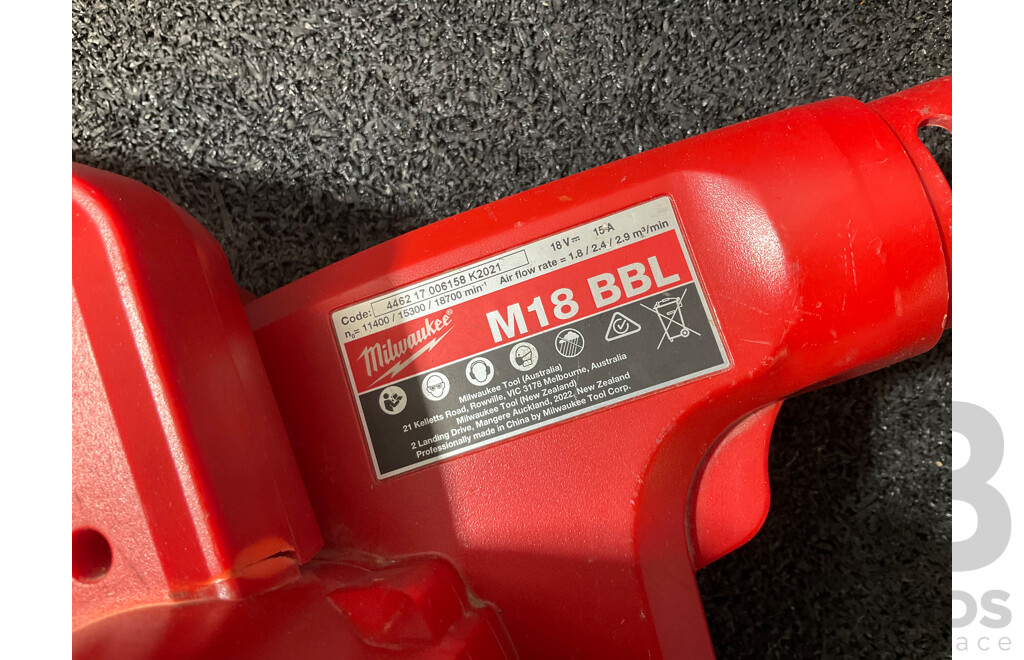 18 V⎓ 15 A
Code: 4462 17 006158 K2021
n₀= 11400 / 15300 / 18700 min⁻¹ Air flow rate = 1.8 / 2.4 / 2.9 m³/min
Milwaukee® M18 BBL
Milwaukee Tool (Australia)
21 Kelletts Road, Rowville, VIC 3178 Melbourne, Australia
Milwaukee Tool (New Zealand)
2 Landing Drive, Mangere Auckland, 2022, New Zealand
Professionally made in China by Milwaukee Tool Corp.